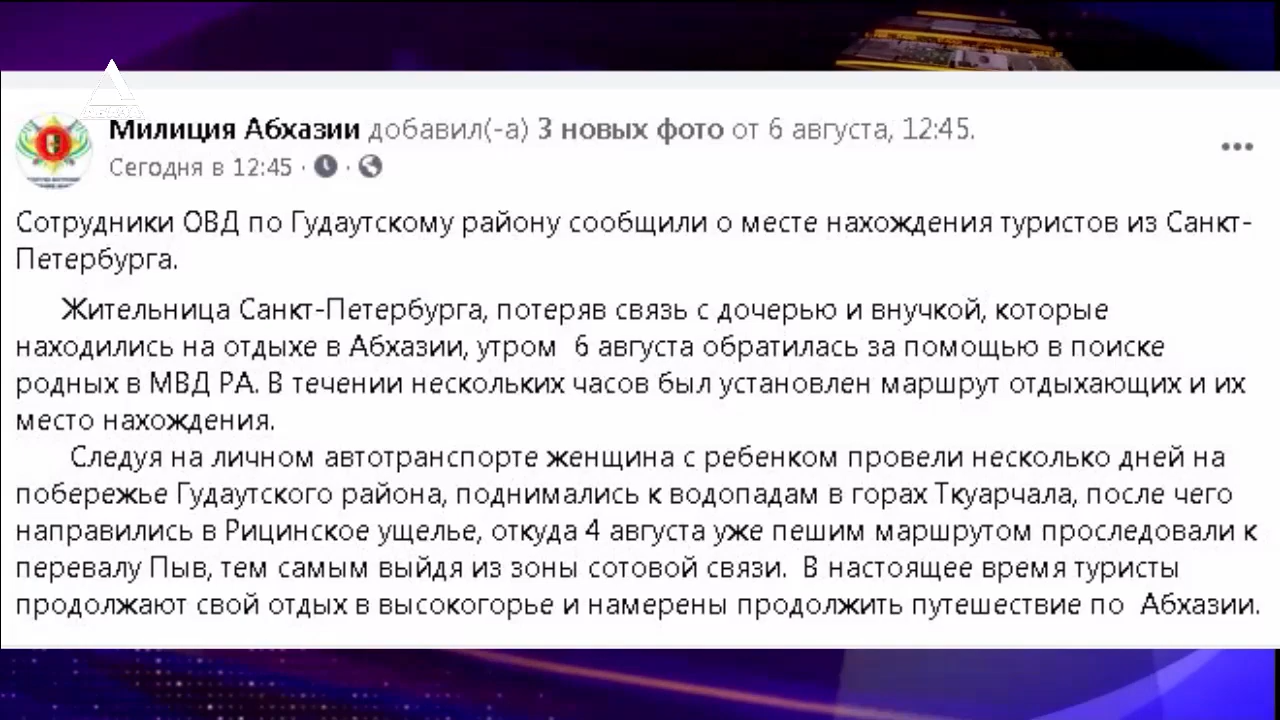 Милиция Абхазии добавил(-а) 3 новых фото от 6 августа, 12:45.
Сегодня в 12:45 ·
Сотрудники ОВД по Гудаутскому району сообщили о месте нахождения туристов из Санкт-
Петербурга.
Жительница Санкт-Петербурга, потеряв связь с дочерью и внучкой, которые
находились на отдыхе в Абхазии, утром 6 августа обратилась за помощью в поиске
родных в МВД РА. В течении нескольких часов был установлен маршрут отдыхающих и их
место нахождения.
Следуя на личном автотранспорте женщина с ребенком провели несколько дней на
побережье Гудаутского района, поднимались к водопадам в горах Ткуарчала, после чего
направились в Рицинское ущелье, откуда 4 августа уже пешим маршрутом проследовали к
перевалу Пыв, тем самым выйдя из зоны сотовой связи. В настоящее время туристы
продолжают свой отдых в высокогорье и намерены продолжить путешествие по Абхазии.